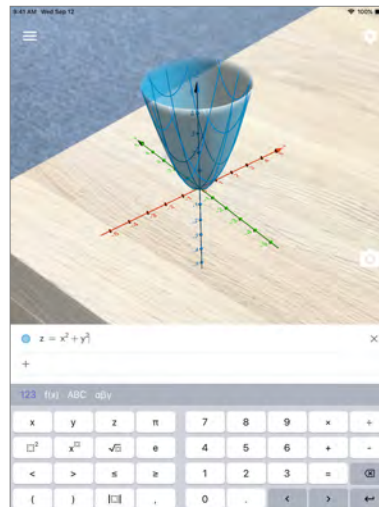 9:41 AM Wed Sep 12 100%
z = x² + y²
+
123 f(x) ABC αβγ
x y z π 7 8 9 × ÷
□² x□ √□ e 4 5 6 + -
< > ≤ ≥ 1 2 3 =
( ) |□| , 0 . < >